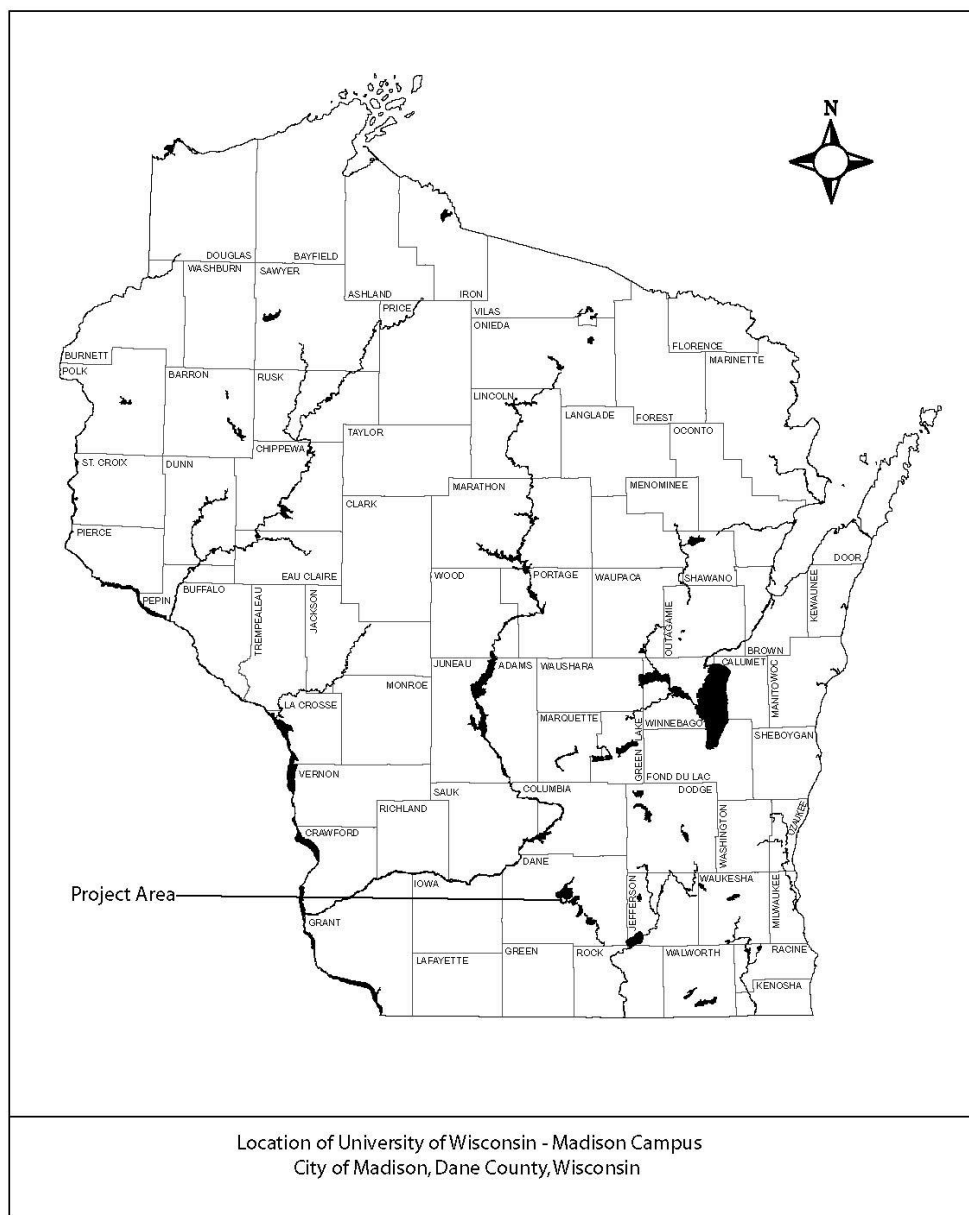 N
DOUGLAS
BAYFIELD
WASHBURN
SAWYER
ASHLAND
IRON
PRICE
VILAS
ONIEDA
FLORENCE
BURNETT
MARINETTE
POLK
BARRON
RUSK
LINCOLN
LANGLADE
FOREST
TAYLOR
OCONTO
CHIPPEWA
ST. CROIX
DUNN
MARATHON
MENOMINEE
CLARK
PIERCE
DOOR
EAU CLAIRE
WOOD
PORTAGE
WAUPACA
SHAWANO
PEPIN
BUFFALO
TREMPEALEAU
JACKSON
OUTAGAMIE
KEWAUNEE
BROWN
JUNEAU
ADAMS
WAUSHARA
CALUMET
MANITOWOC
MONROE
LA CROSSE
MARQUETTE
GREEN LAKE
WINNEBAGO
SHEBOYGAN
VERNON
FOND DU LAC
SAUK
COLUMBIA
DODGE
RICHLAND
WASHINGTON
OZAUKEE
CRAWFORD
DANE
IOWA
JEFFERSON
WAUKESHA
MILWAUKEE
Project Area
GRANT
LAFAYETTE
GREEN
ROCK
WALWORTH
RACINE
KENOSHA
Location of University of Wisconsin - Madison Campus
City of Madison, Dane County, Wisconsin